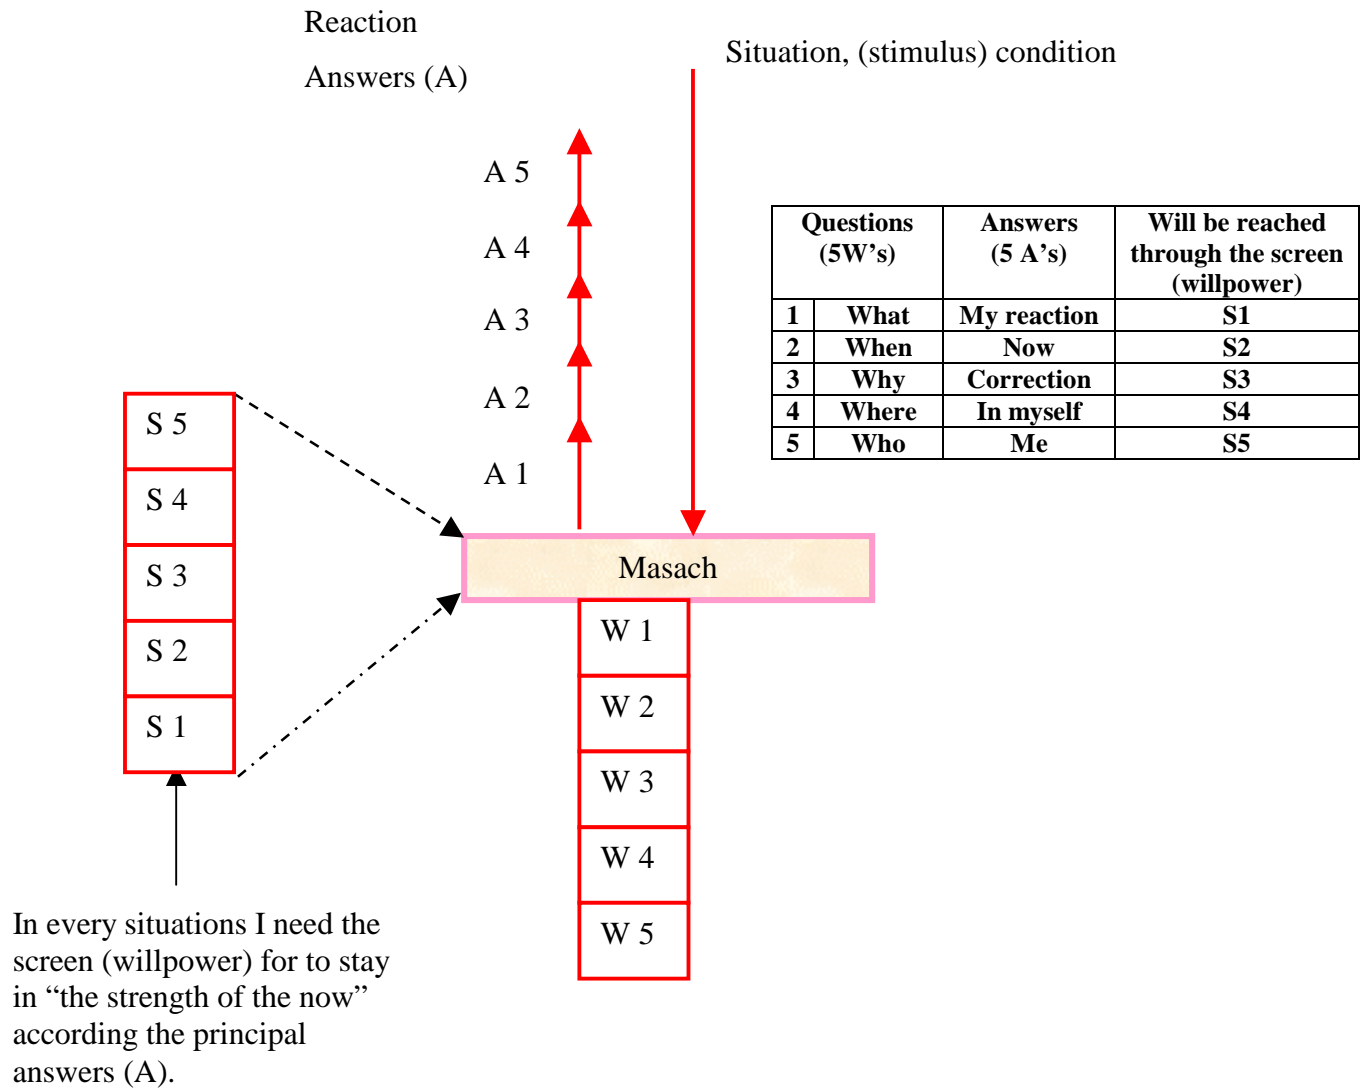 Reaction
Answers (A)
Situation, (stimulus) condition
A 5
A 4
A 3
A 2
A 1
Questions (5W's) Answers (5 A's) Will be reached through the screen (willpower)
1 What My reaction S1
2 When Now S2
3 Why Correction S3
4 Where In myself S4
5 Who Me S5
S 5
S 4
S 3
S 2
S 1
Masach
W 1
W 2
W 3
W 4
W 5
In every situations I need the
screen (willpower) for to stay
in “the strength of the now”
according the principal
answers (A).